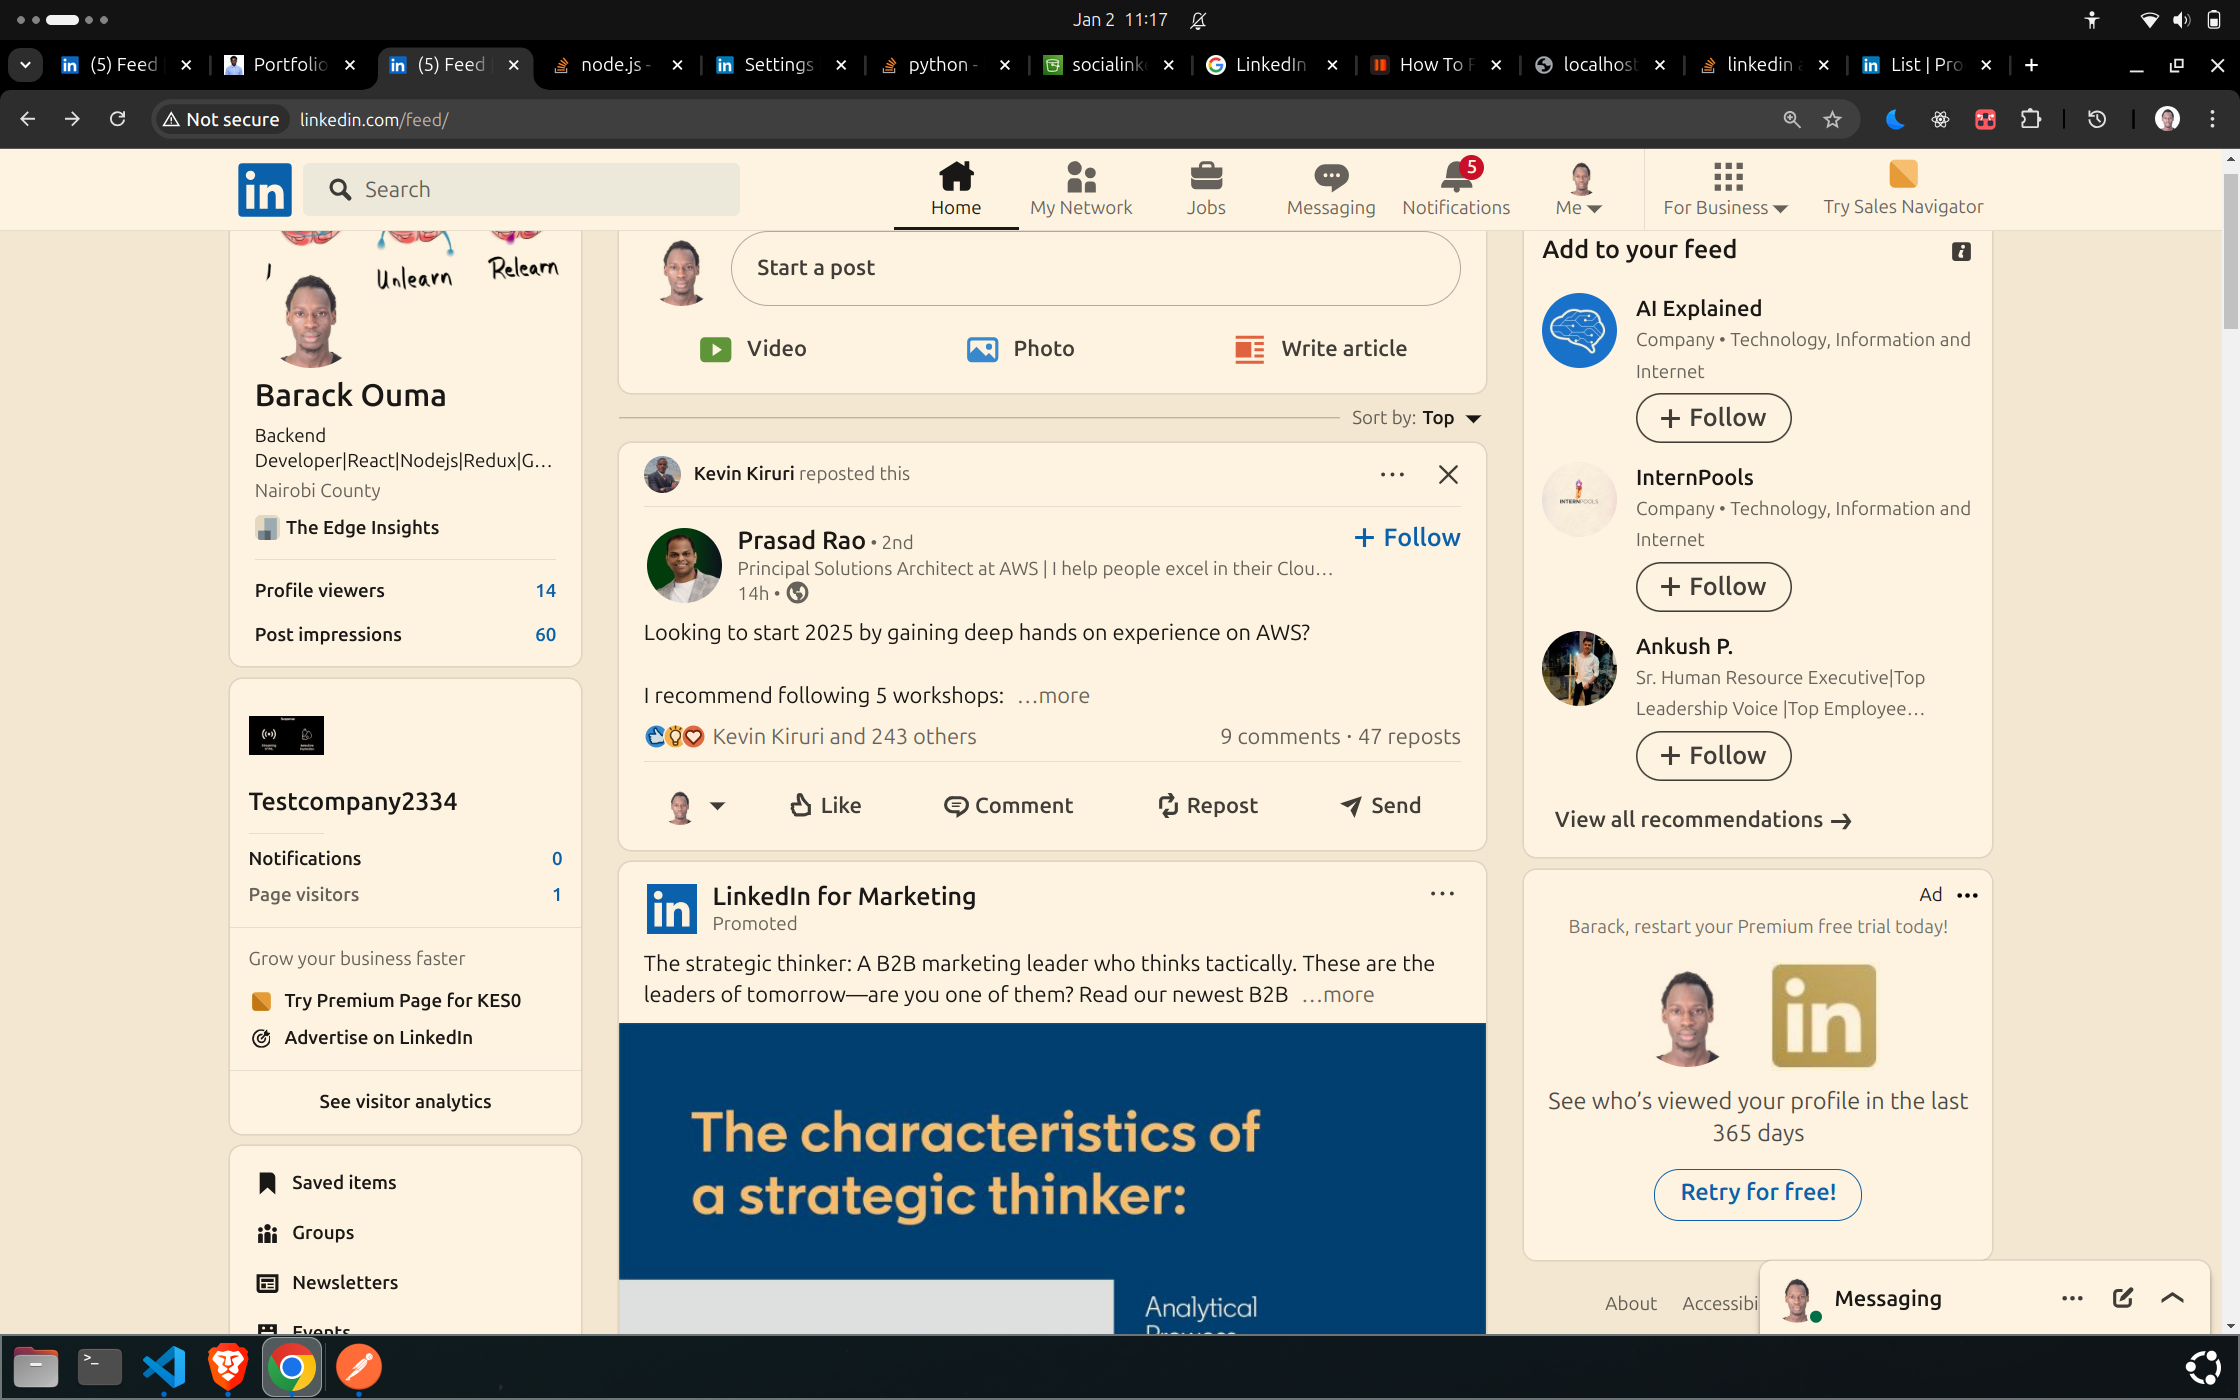 Jan 2 11:17
(5) Feed
Portfolio
(5) Feed
node.js -
Settings
python -
socialink
LinkedIn
How To F
localhost
linkedin a
List | Pro
Not secure
linkedin.com/feed/
in
Search
Home
My Network
Jobs
Messaging
5
Notifications
Me
For Business
Try Sales Navigator
Unlearn
Relearn
Barack Ouma
Backend
Developer|React|Nodejs|Redux|G...
Nairobi County
The Edge Insights
Profile viewers 14
Post impressions 60
Testcompany2334
Notifications 0
Page visitors 1
Grow your business faster
Try Premium Page for KES0
Advertise on LinkedIn
See visitor analytics
Saved items
Groups
Newsletters
Events
Start a post
Video
Photo
Write article
Sort by: Top
Kevin Kiruri reposted this
Prasad Rao • 2nd
+ Follow
Principal Solutions Architect at AWS | I help people excel in their Clou...
14h •
Looking to start 2025 by gaining deep hands on experience on AWS?
I recommend following 5 workshops: ...more
Kevin Kiruri and 243 others
9 comments · 47 reposts
Like
Comment
Repost
Send
in
LinkedIn for Marketing
Promoted
The strategic thinker: A B2B marketing leader who thinks tactically. These are the
leaders of tomorrow—are you one of them? Read our newest B2B ...more
The characteristics of
a strategic thinker:
Analytical
Prowess
Add to your feed
AI Explained
Company • Technology, Information and
Internet
+ Follow
INTERNPOOLS
InternPools
Company • Technology, Information and
Internet
+ Follow
Ankush P.
Sr. Human Resource Executive|Top
Leadership Voice |Top Employee...
+ Follow
View all recommendations →
Ad
Barack, restart your Premium free trial today!
in
See who's viewed your profile in the last
365 days
Retry for free!
About
Accessibi
Messaging